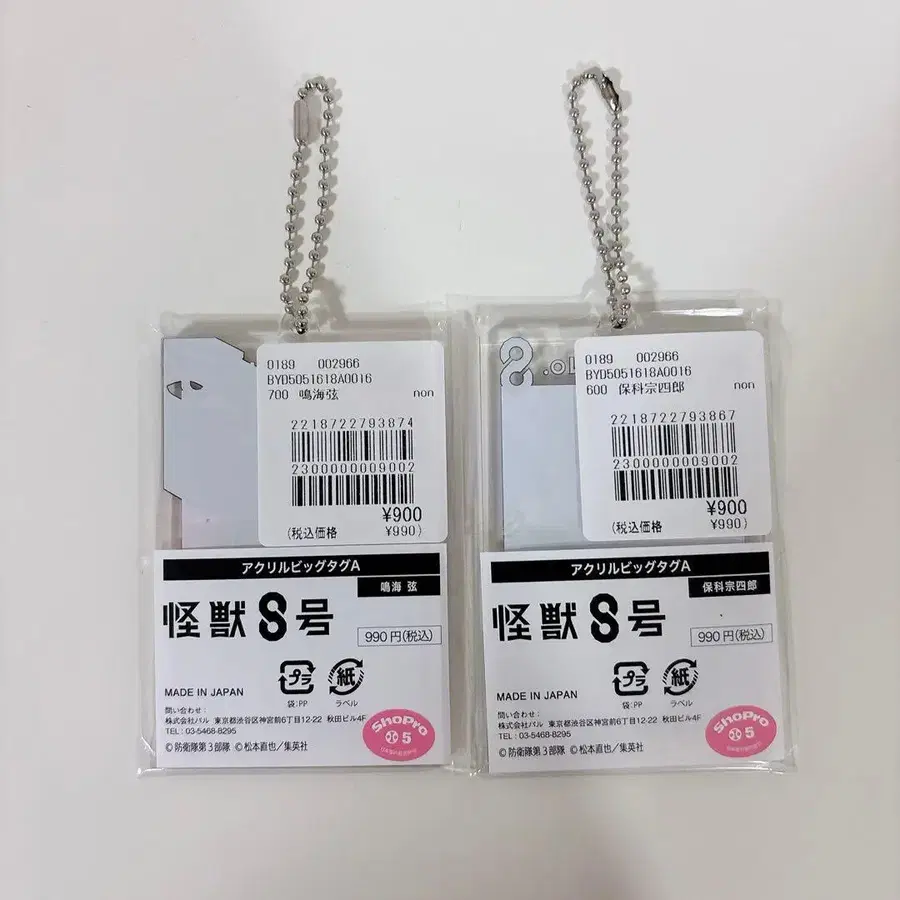 0189 002966
BYD5051618A0016
700 鳴海弦 non
2218722793874
2300000009002
¥900
(税込価格 ¥990)
アクリルビッグタグA
鳴海 弦
怪獣8号
990円(税込)
プラ
紙
袋:PP
ラベル
MADE IN JAPAN
問い合わせ:
株式会社パル 東京都渋谷区神宮前6丁目12-22 秋田ビル4F
TEL:03-5468-8295
©防衛隊第3部隊 ©松本直也/集英社
ShoPro
5
0189 002966
BYD5051618A0016
600 保科宗四郎 non
2218722793867
2300000009002
¥900
(税込価格 ¥990)
アクリルビッグタグA
保科宗四郎
怪獣8号
990円(税込)
プラ
紙
袋:PP
ラベル
MADE IN JAPAN
問い合わせ:
株式会社パル 東京都渋谷区神宮前6丁目12-22 秋田ビル4F
TEL:03-5468-8295
©防衛隊第3部隊 ©松本直也/集英社
ShoPro
5